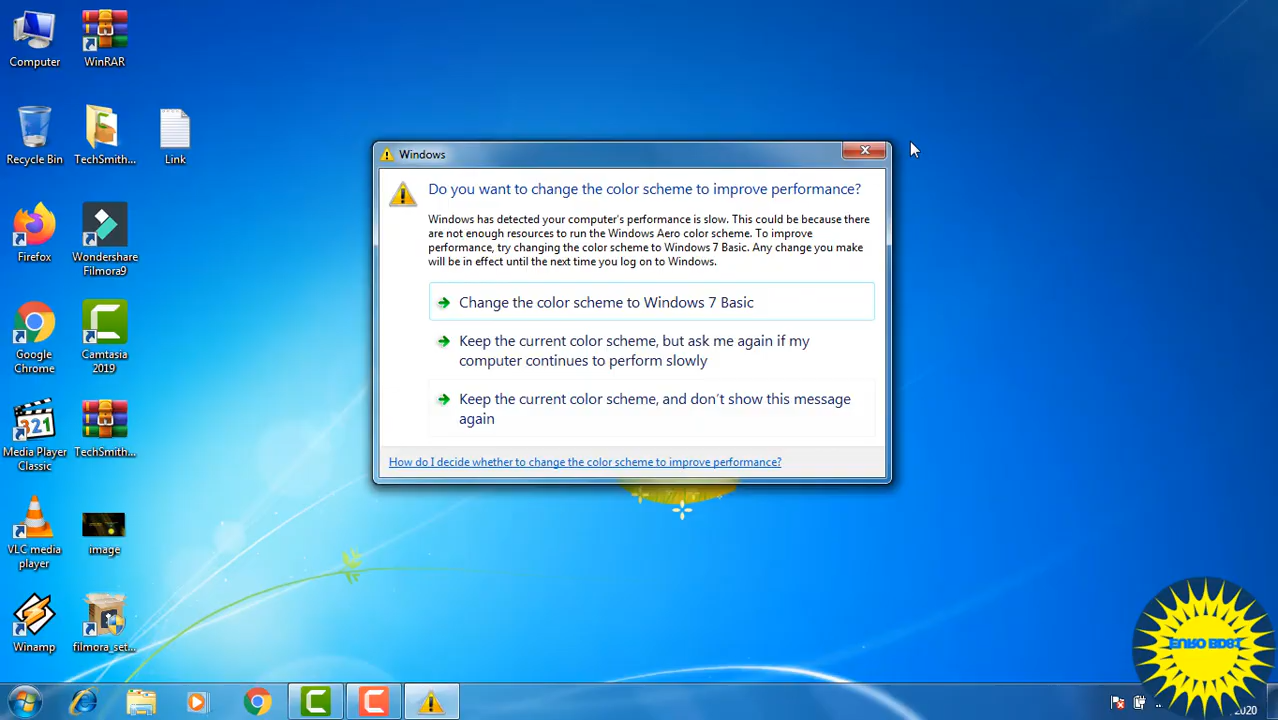 Computer
WinRAR
Recycle Bin
TechSmith...
Link
Firefox
Wondershare
Filmora9
Google
Chrome
Camtasia
2019
Media Player
Classic
TechSmith...
VLC media
player
image
Winamp
filmora_set...
Windows
Do you want to change the color scheme to improve performance?
Windows has detected your computer's performance is slow. This could be because there
are not enough resources to run the Windows Aero color scheme. To improve
performance, try changing the color scheme to Windows 7 Basic. Any change you make
will be in effect until the next time you log on to Windows.
Change the color scheme to Windows 7 Basic
Keep the current color scheme, but ask me again if my
computer continues to perform slowly
Keep the current color scheme, and don't show this message
again
How do I decide whether to change the color scheme to improve performance?
321
2020